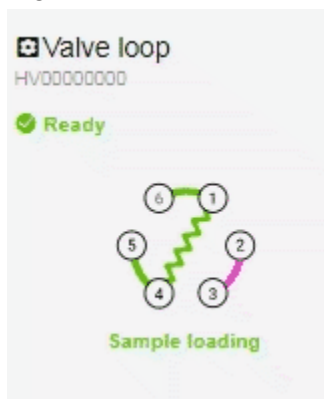 Valve loop
HV00000000
Ready
6 1
5 2
4 3
Sample loading